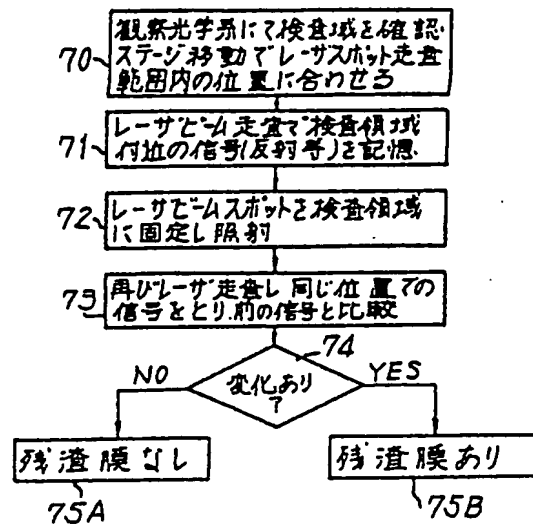 70
観察光学系にて検査域を確認
ステージ移動でレーザスポット走査
範囲内の位置に合わせる
71
レーザビーム走査で検査領域
付近の信号(反射等)を記憶
72
レーザビームスポットを検査領域
に固定し照射
73
再びレーザ走査し同じ位置での
信号をとり,前の信号と比較
74
変化あり
?
NO
YES
残渣膜なし
75A
残渣膜あり
75B